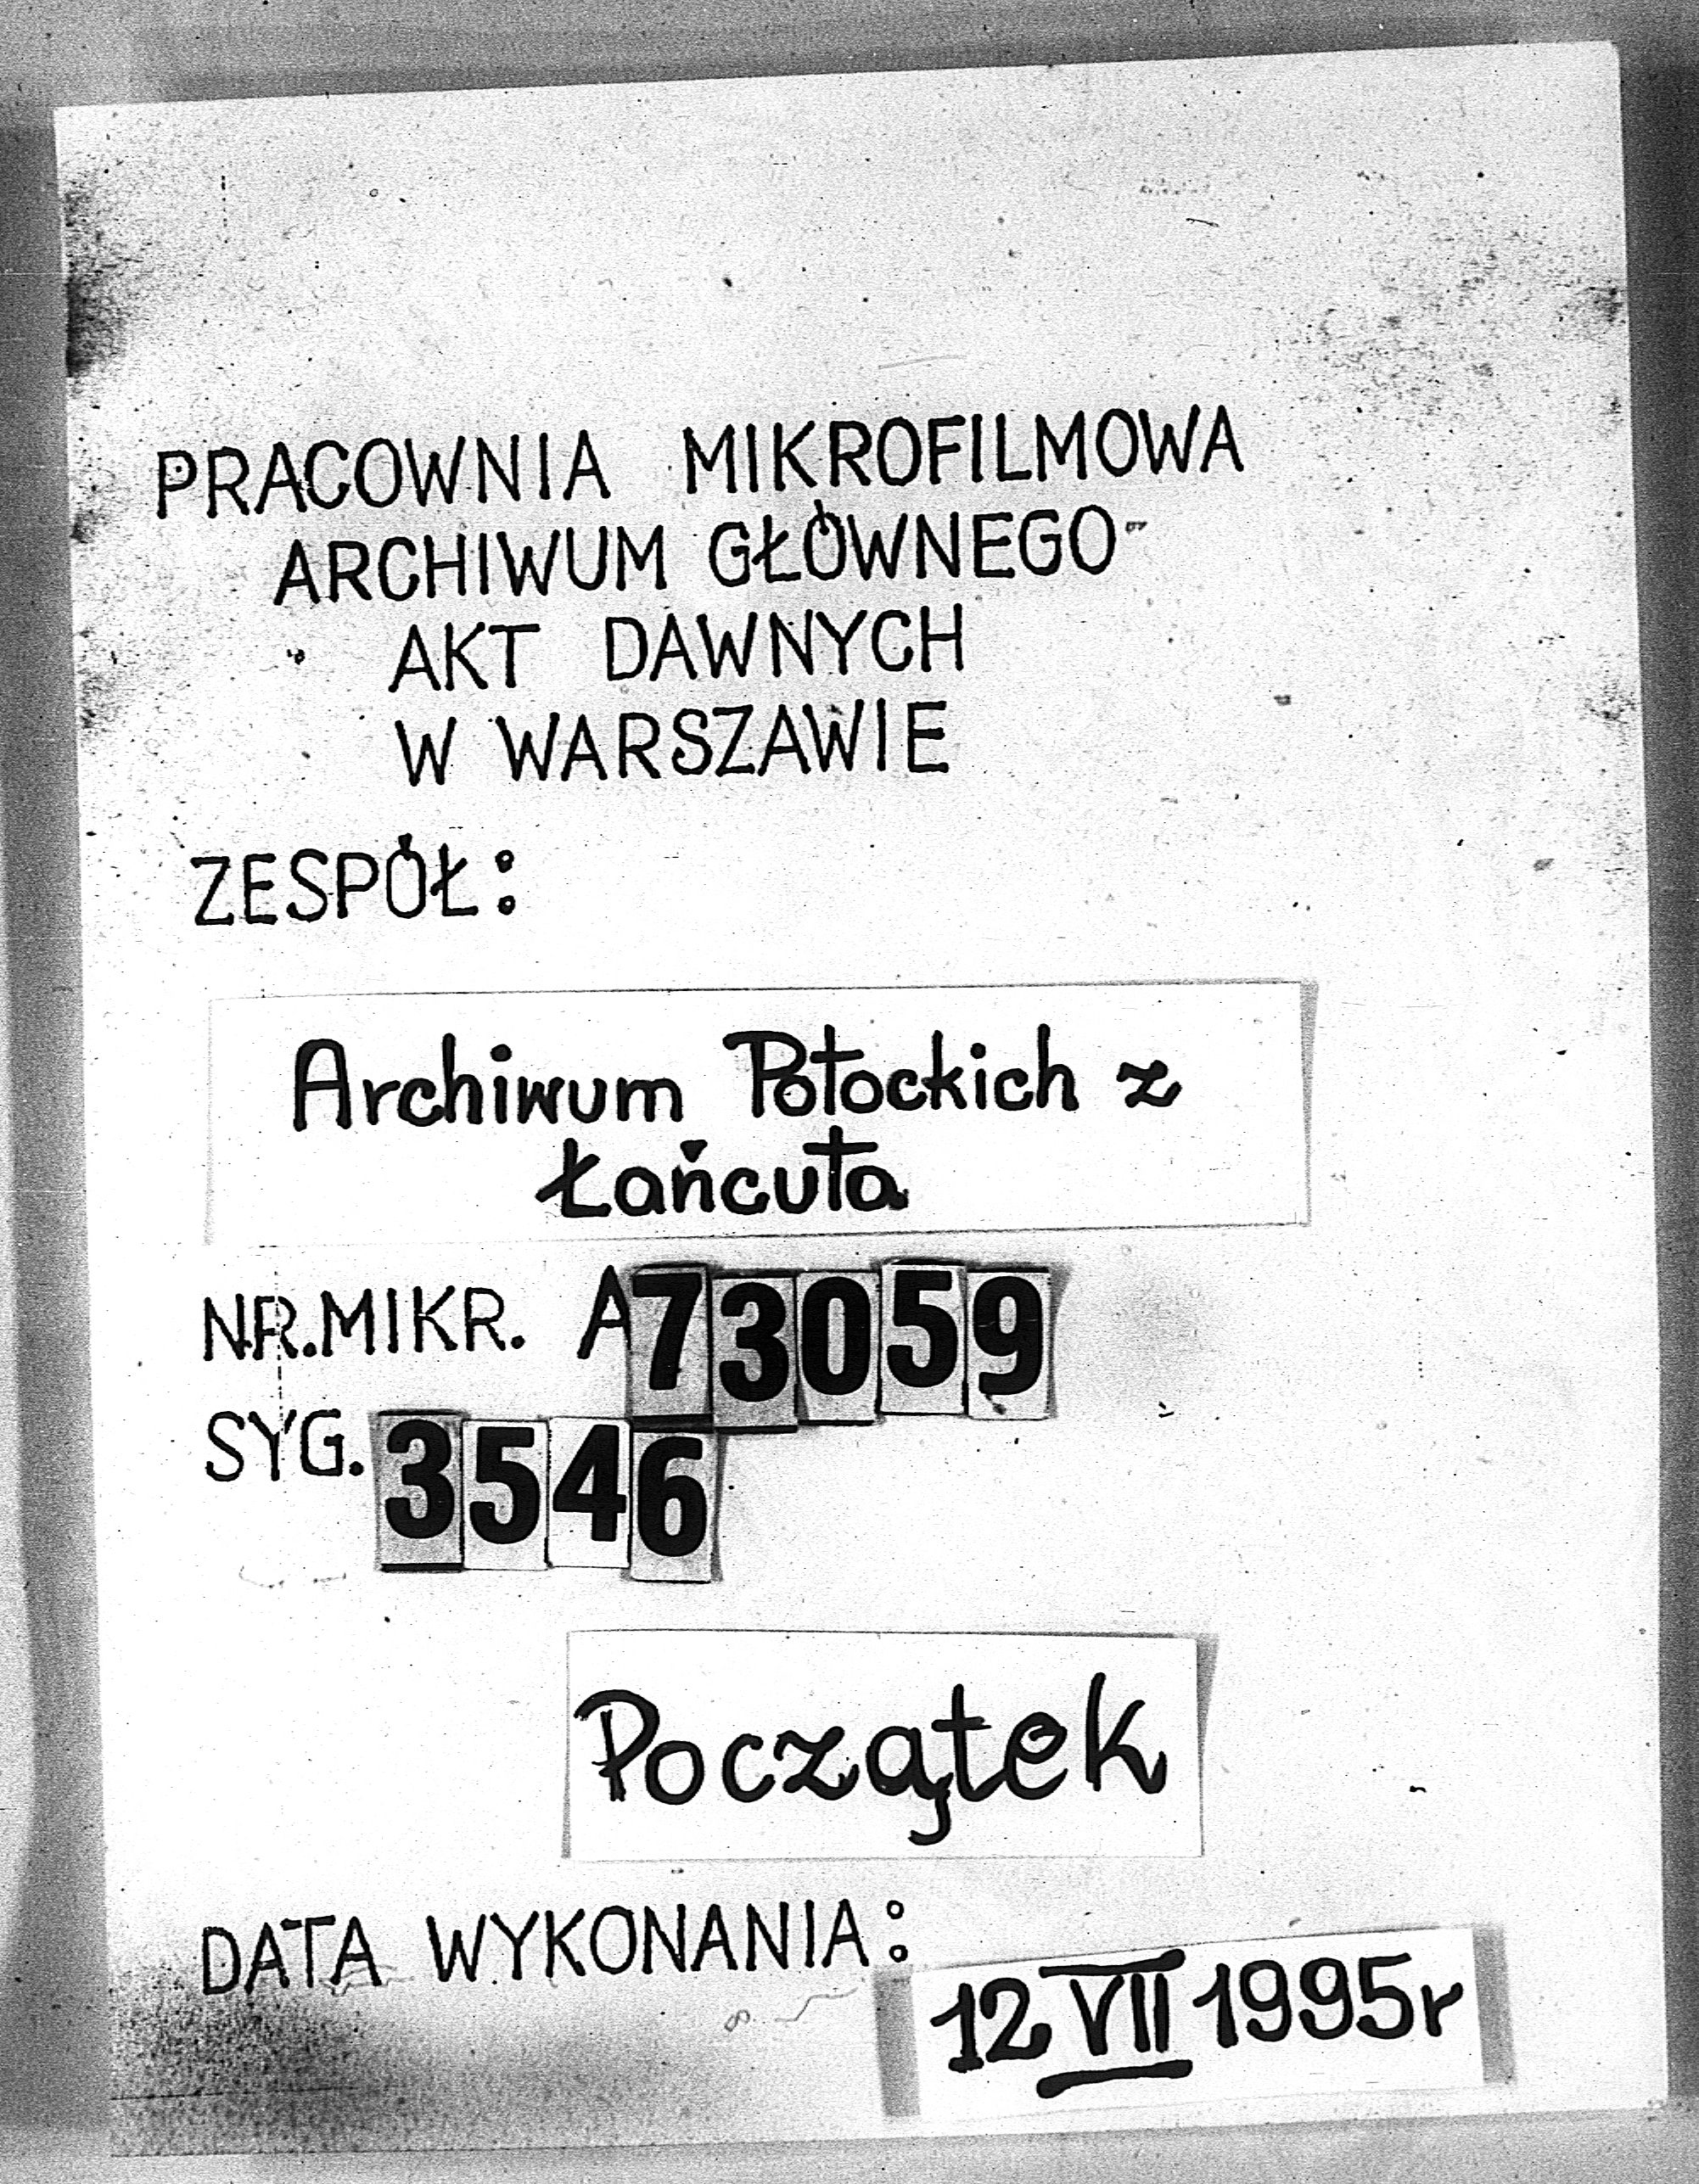 PRACOWNIA MIKROFILMOWA
ARCHIWUM GŁÓWNEGO
AKT DAWNYCH
W WARSZAWIE
ZESPÓŁ:
Archiwum Potockich z
Łańcuta
NR.MIKR. A73059
SYG. 3546
Początek
DATA WYKONANIA:
12 VII 1995r